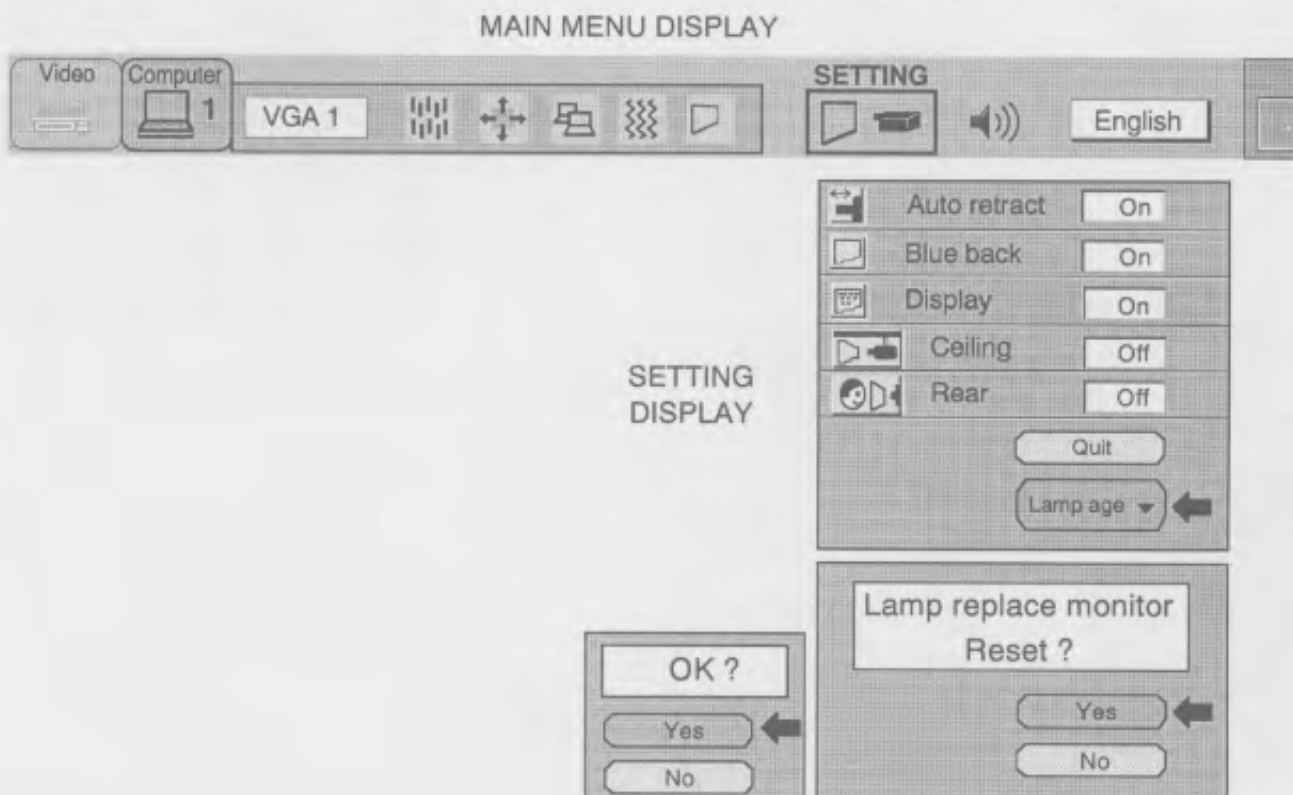 MAIN MENU DISPLAY
Video
Computer
1
VGA 1
SETTING
English
Auto retract On
Blue back On
Display On
Ceiling Off
Rear Off
SETTING
DISPLAY
Quit
Lamp age
Lamp replace monitor
Reset ?
Yes
No
OK ?
Yes
No